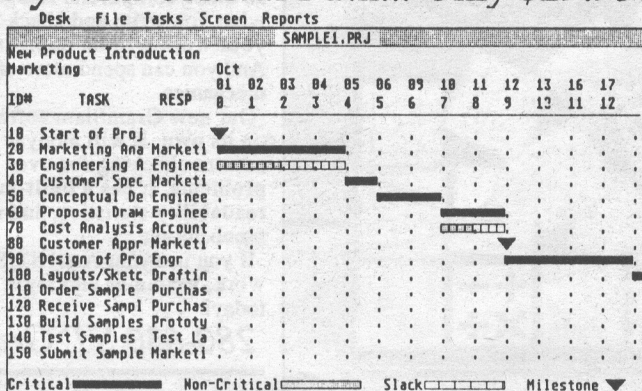 Desk File Tasks Screen Reports
SAMPLE1.PRJ
New Product Introduction
Marketing Oct
01 02 03 04 05 06 09 10 11 12 13 16 17
ID# TASK RESP 0 1 2 3 4 5 6 7 8 9 10 11 12
10 Start of Proj
20 Marketing Ana Marketi
30 Engineering A Enginee
40 Customer Spec Marketi
50 Conceptual De Enginee
60 Proposal Draw Enginee
70 Cost Analysis Account
80 Customer Appr Marketi
90 Design of Pro Engr
100 Layouts/Sketc Draftin
110 Order Sample Purchas
120 Receive Sampl Purchas
130 Build Samples Prototy
140 Test Samples Test La
150 Submit Sample Marketi
Critical Non-Critical Slack Milestone